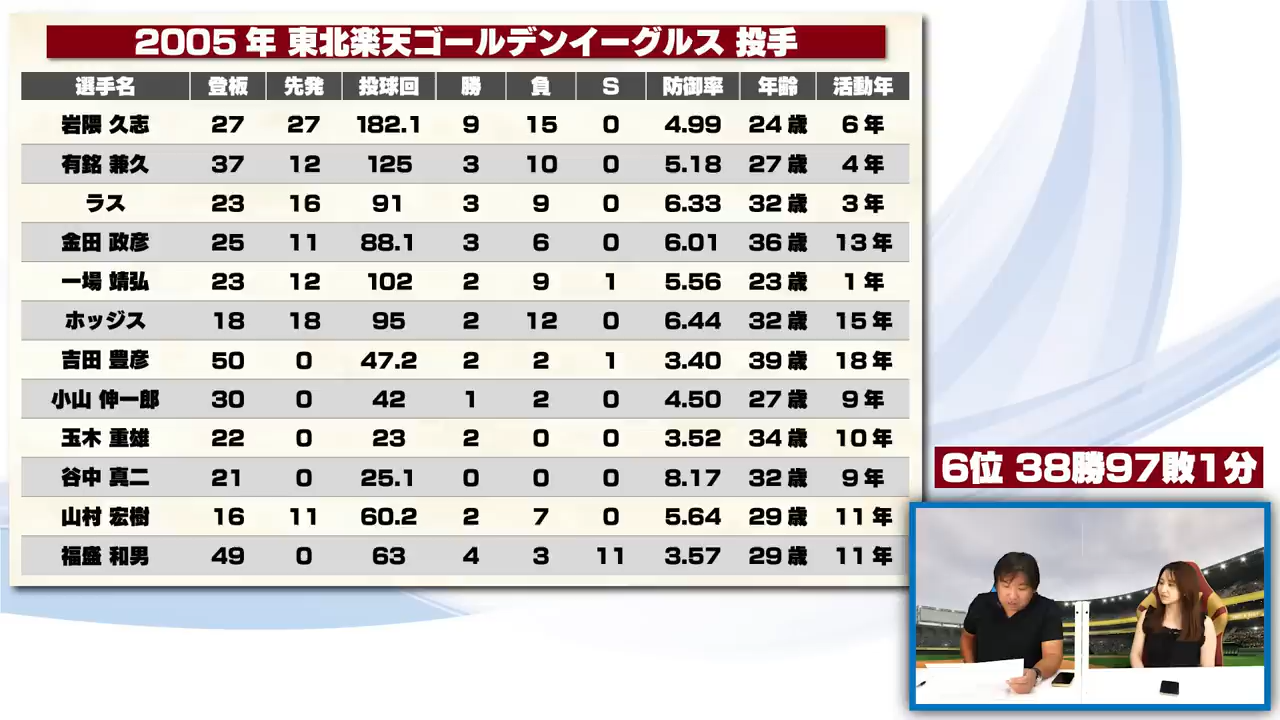 2005年 東北楽天ゴールデンイーグルス 投手
選手名 登板 先発 投球回 勝 負 S 防御率 年齢 活動年
岩隈 久志 27 27 182.1 9 15 0 4.99 24歳 6年
有銘 兼久 37 12 125 3 10 0 5.18 27歳 4年
ラス 23 16 91 3 9 0 6.33 32歳 3年
金田 政彦 25 11 88.1 3 6 0 6.01 36歳 13年
一場 靖弘 23 12 102 2 9 1 5.56 23歳 1年
ホッジス 18 18 95 2 12 0 6.44 32歳 15年
吉田 豊彦 50 0 47.2 2 2 1 3.40 39歳 18年
小山 伸一郎 30 0 42 1 2 0 4.50 27歳 9年
玉木 重雄 22 0 23 2 0 0 3.52 34歳 10年
谷中 真二 21 0 25.1 0 0 0 8.17 32歳 9年
山村 宏樹 16 11 60.2 2 7 0 5.64 29歳 11年
福盛 和男 49 0 63 4 3 11 3.57 29歳 11年
6位 38勝97敗1分